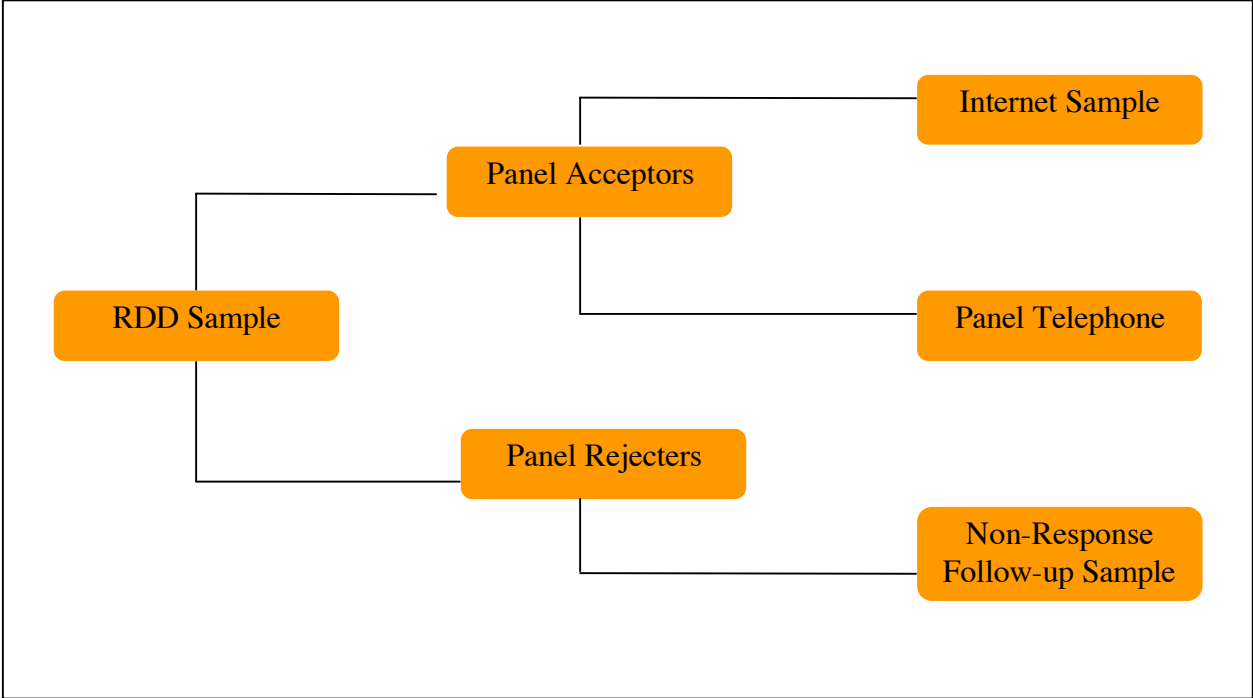 Internet Sample
Panel Acceptors
RDD Sample
Panel Telephone
Panel Rejecters
Non-Response
Follow-up Sample